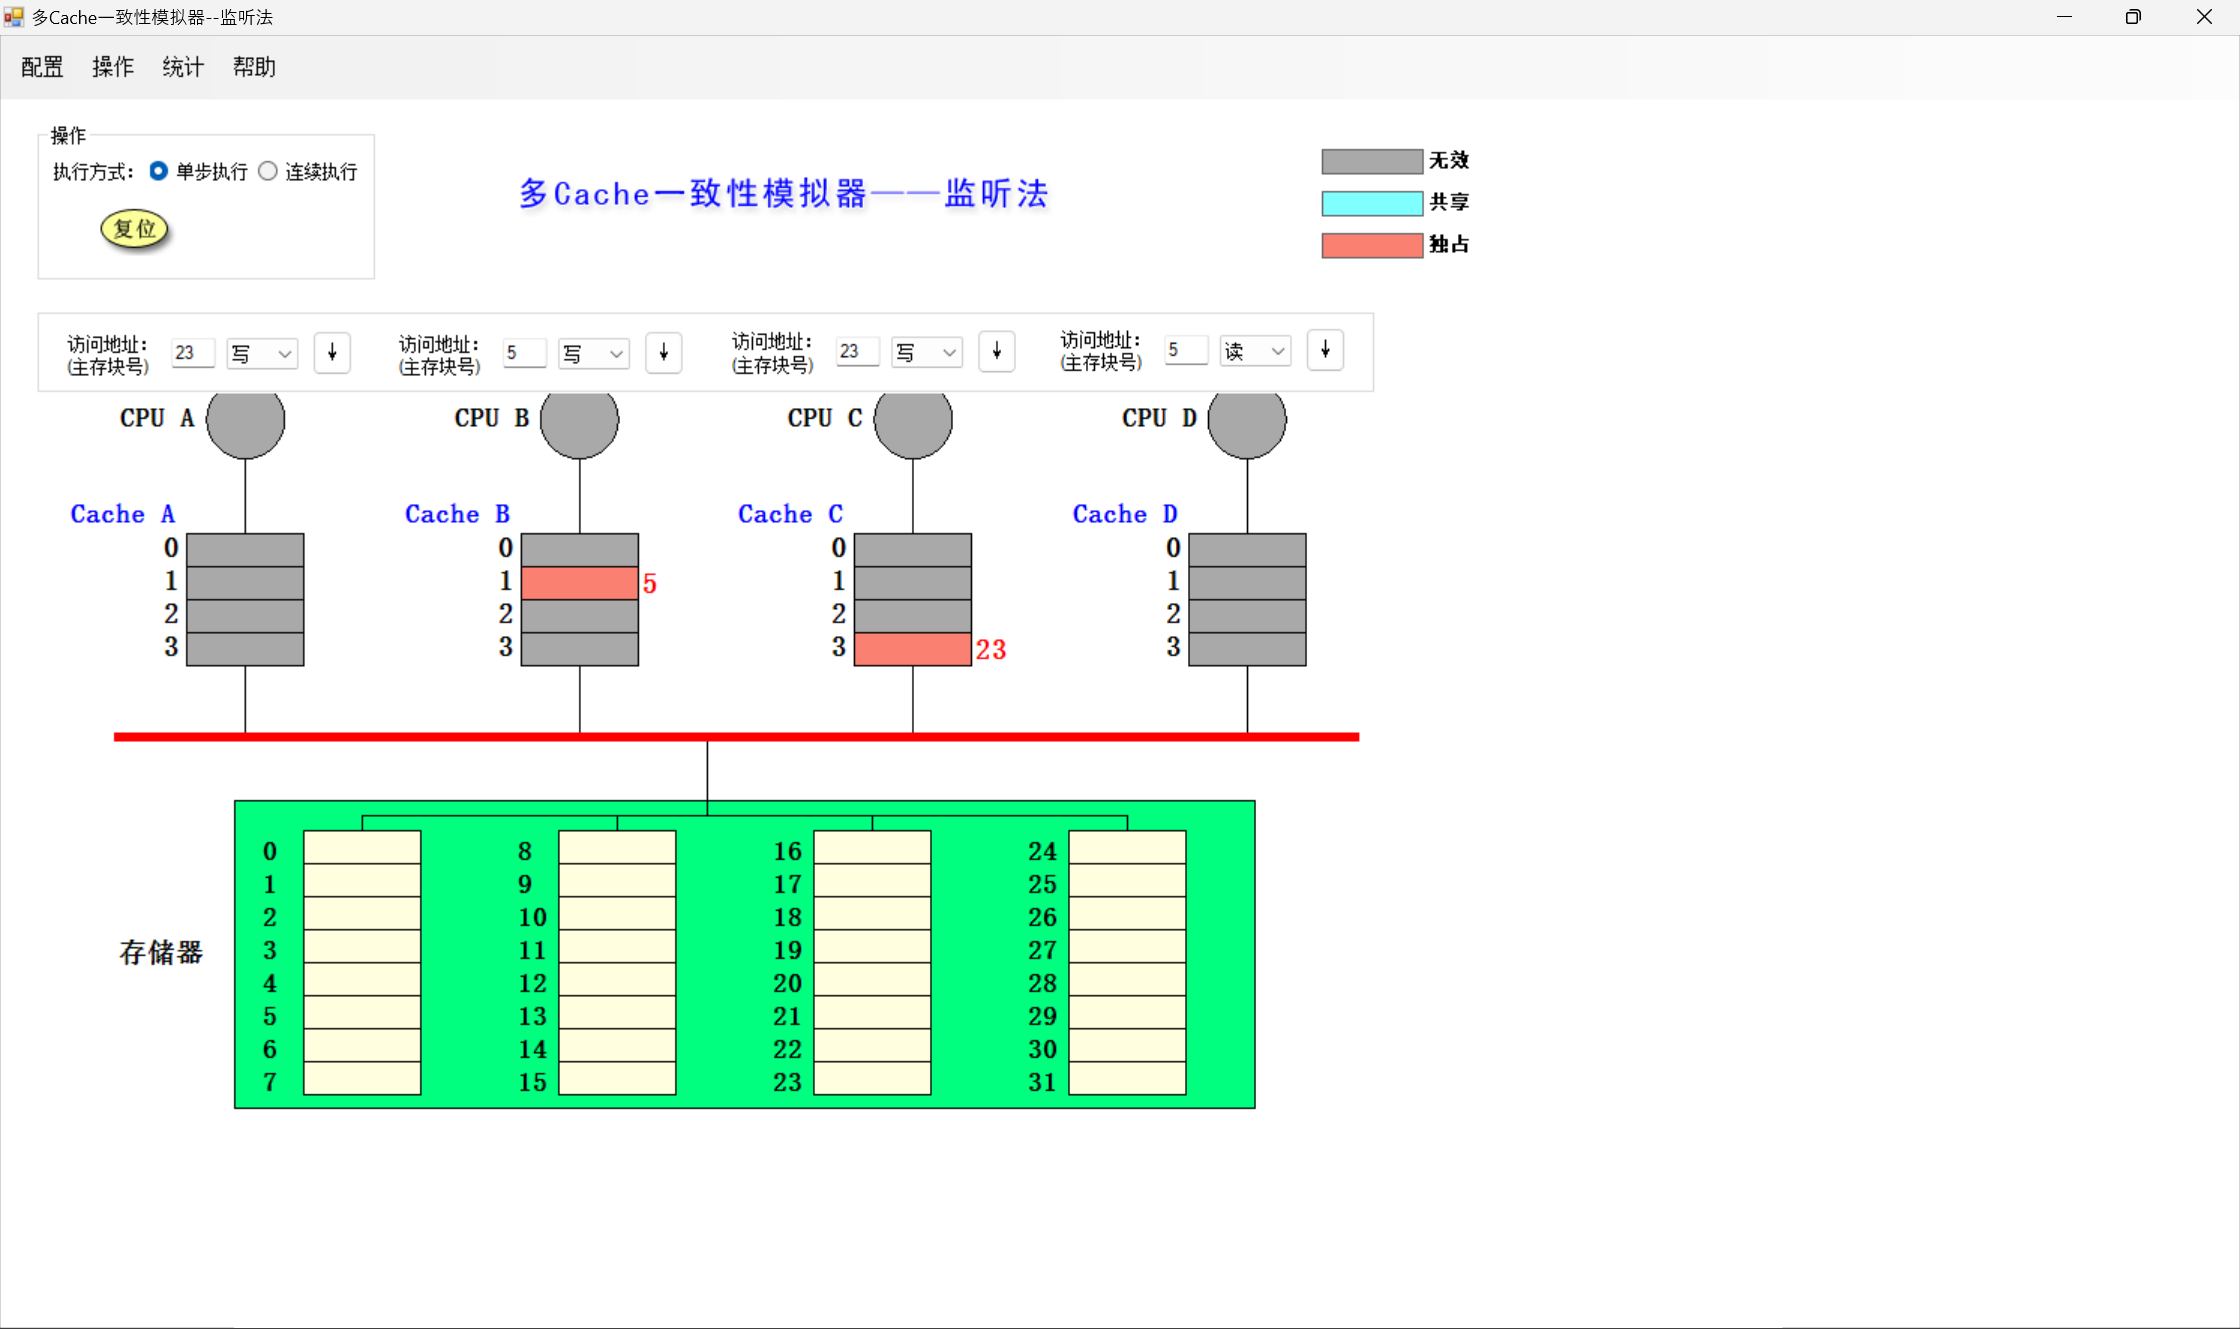 多Cache一致性模拟器--监听法
配置 操作 统计 帮助
操作
执行方式： 单步执行 连续执行
复位
多Cache一致性模拟器——监听法
无效
共享
独占
访问地址： 23 写 ↓
(主存块号)
访问地址： 5 写 ↓
(主存块号)
访问地址： 23 写 ↓
(主存块号)
访问地址： 5 读 ↓
(主存块号)
CPU A CPU B CPU C CPU D
Cache A
0
1
2
3
Cache B
0
1 5
2
3
Cache C
0
1
2
3 23
Cache D
0
1
2
3
存储器
0 8 16 24
1 9 17 25
2 10 18 26
3 11 19 27
4 12 20 28
5 13 21 29
6 14 22 30
7 15 23 31